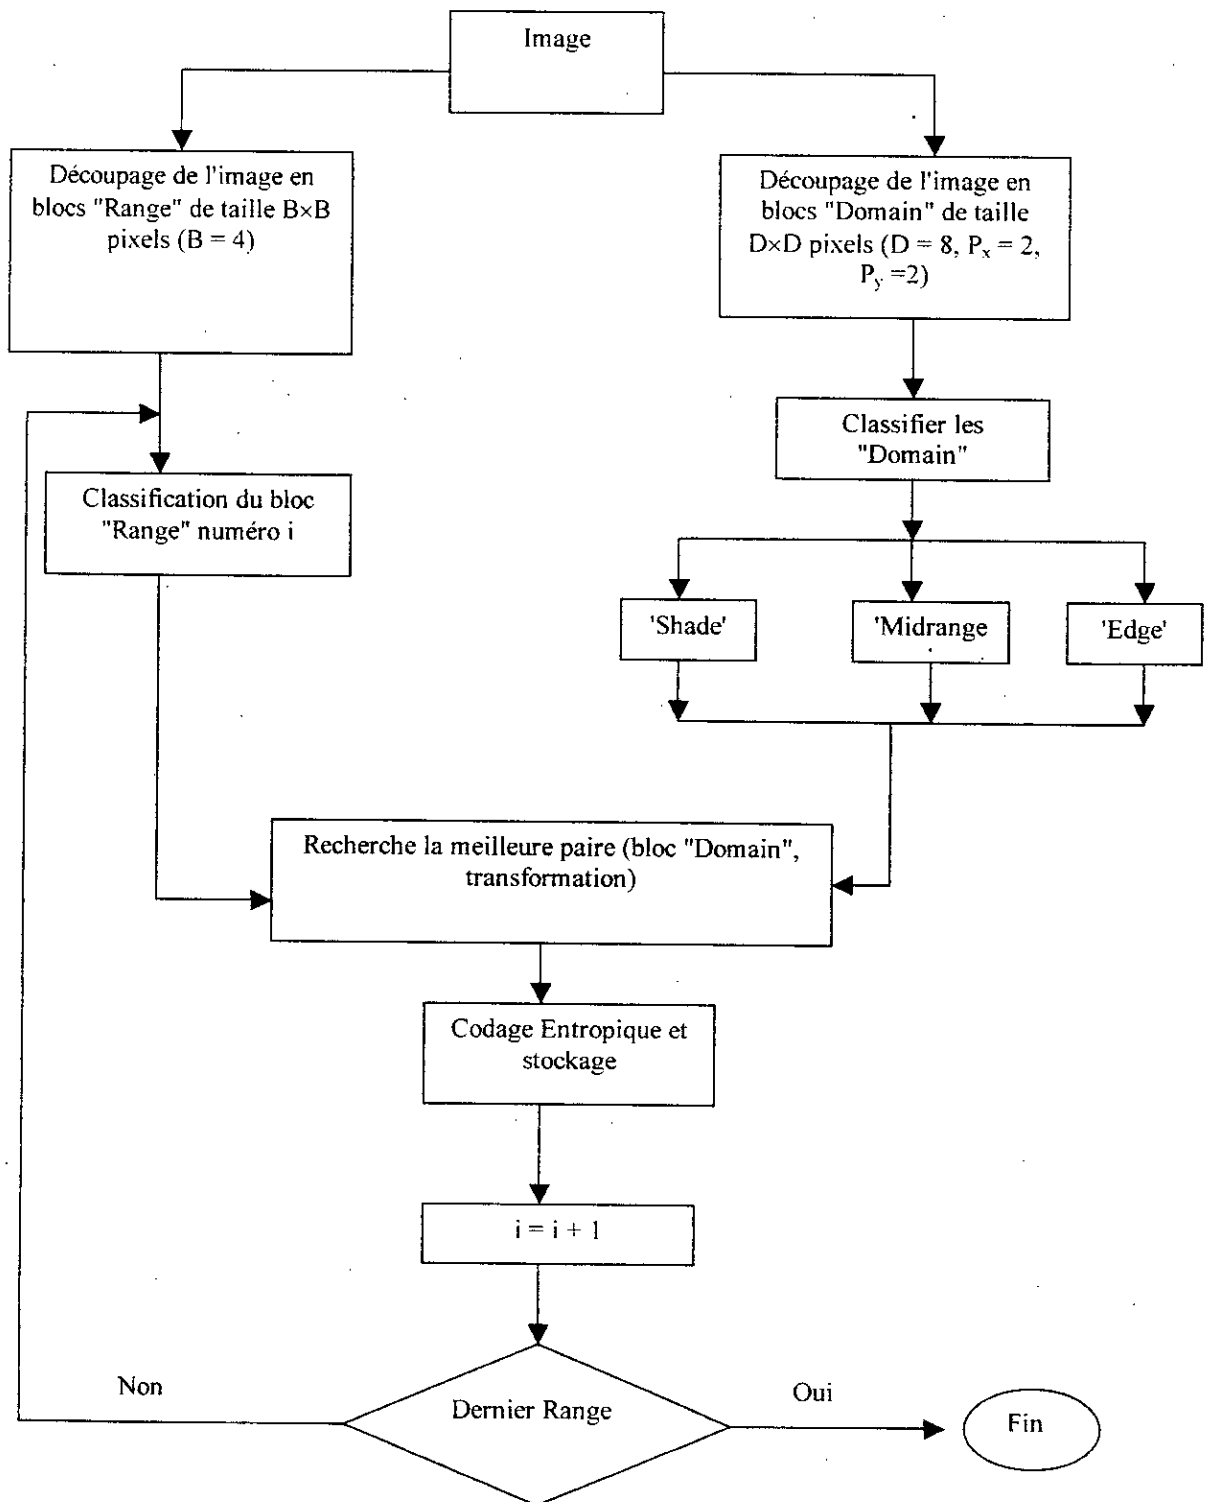 Image
Découpage de l'image en
blocs "Range" de taille B×B
pixels (B = 4)
Découpage de l'image en
blocs "Domain" de taille
D×D pixels (D = 8, Pₓ = 2,
Pᵧ =2)
Classifier les
"Domain"
Classification du bloc
"Range" numéro i
'Shade'
'Midrange
'Edge'
Recherche la meilleure paire (bloc "Domain",
transformation)
Codage Entropique et
stockage
i = i + 1
Non
Dernier Range
Oui
Fin